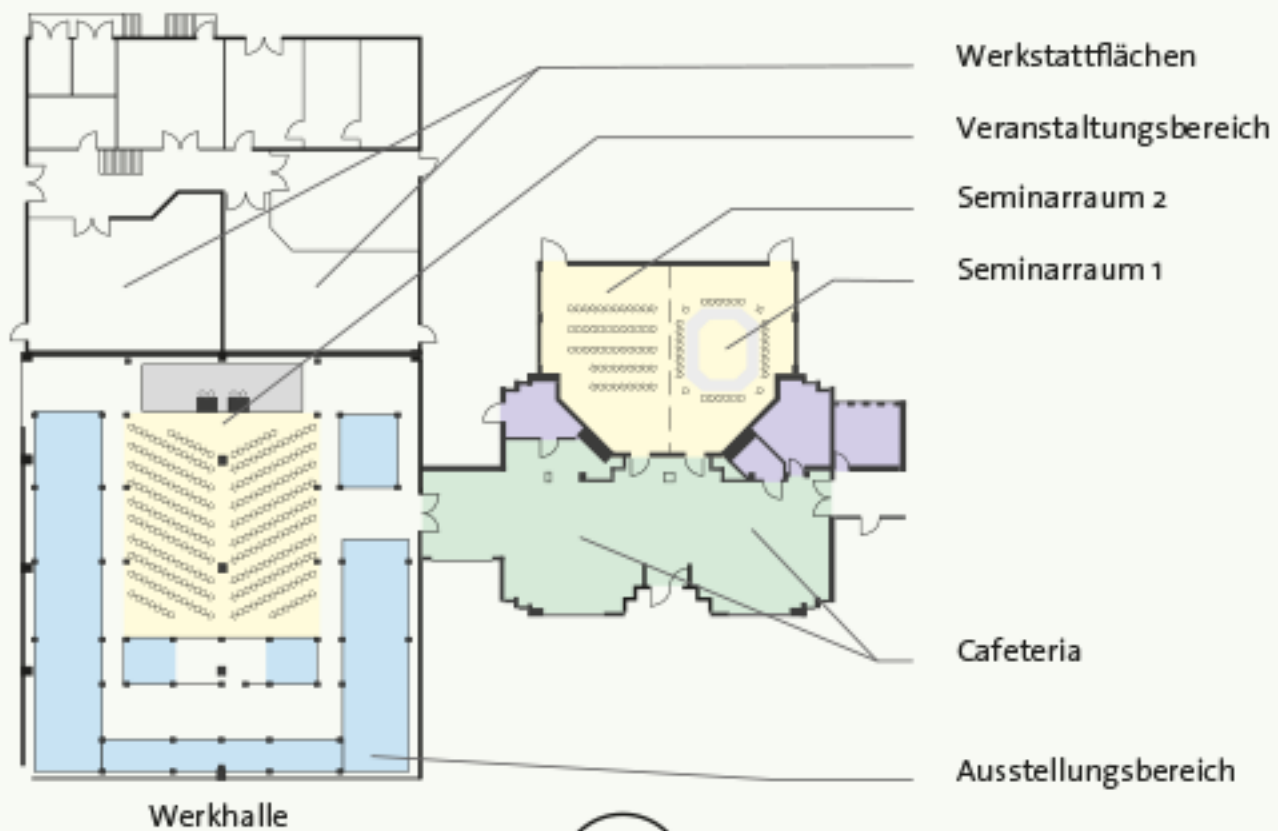 Werkstattflächen
Veranstaltungsbereich
Seminarraum 2
Seminarraum 1
Cafeteria
Ausstellungsbereich
Werkhalle